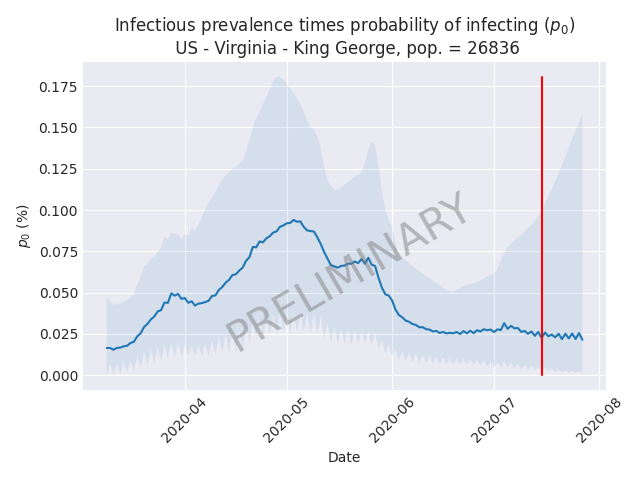 Infectious prevalence times probability of infecting (p₀)
US - Virginia - King George, pop. = 26836
0.175
0.150
0.125
0.100
0.075
0.050
0.025
0.000
p₀ (%)
PRELIMINARY
2020-04
2020-05
2020-06
2020-07
2020-08
Date